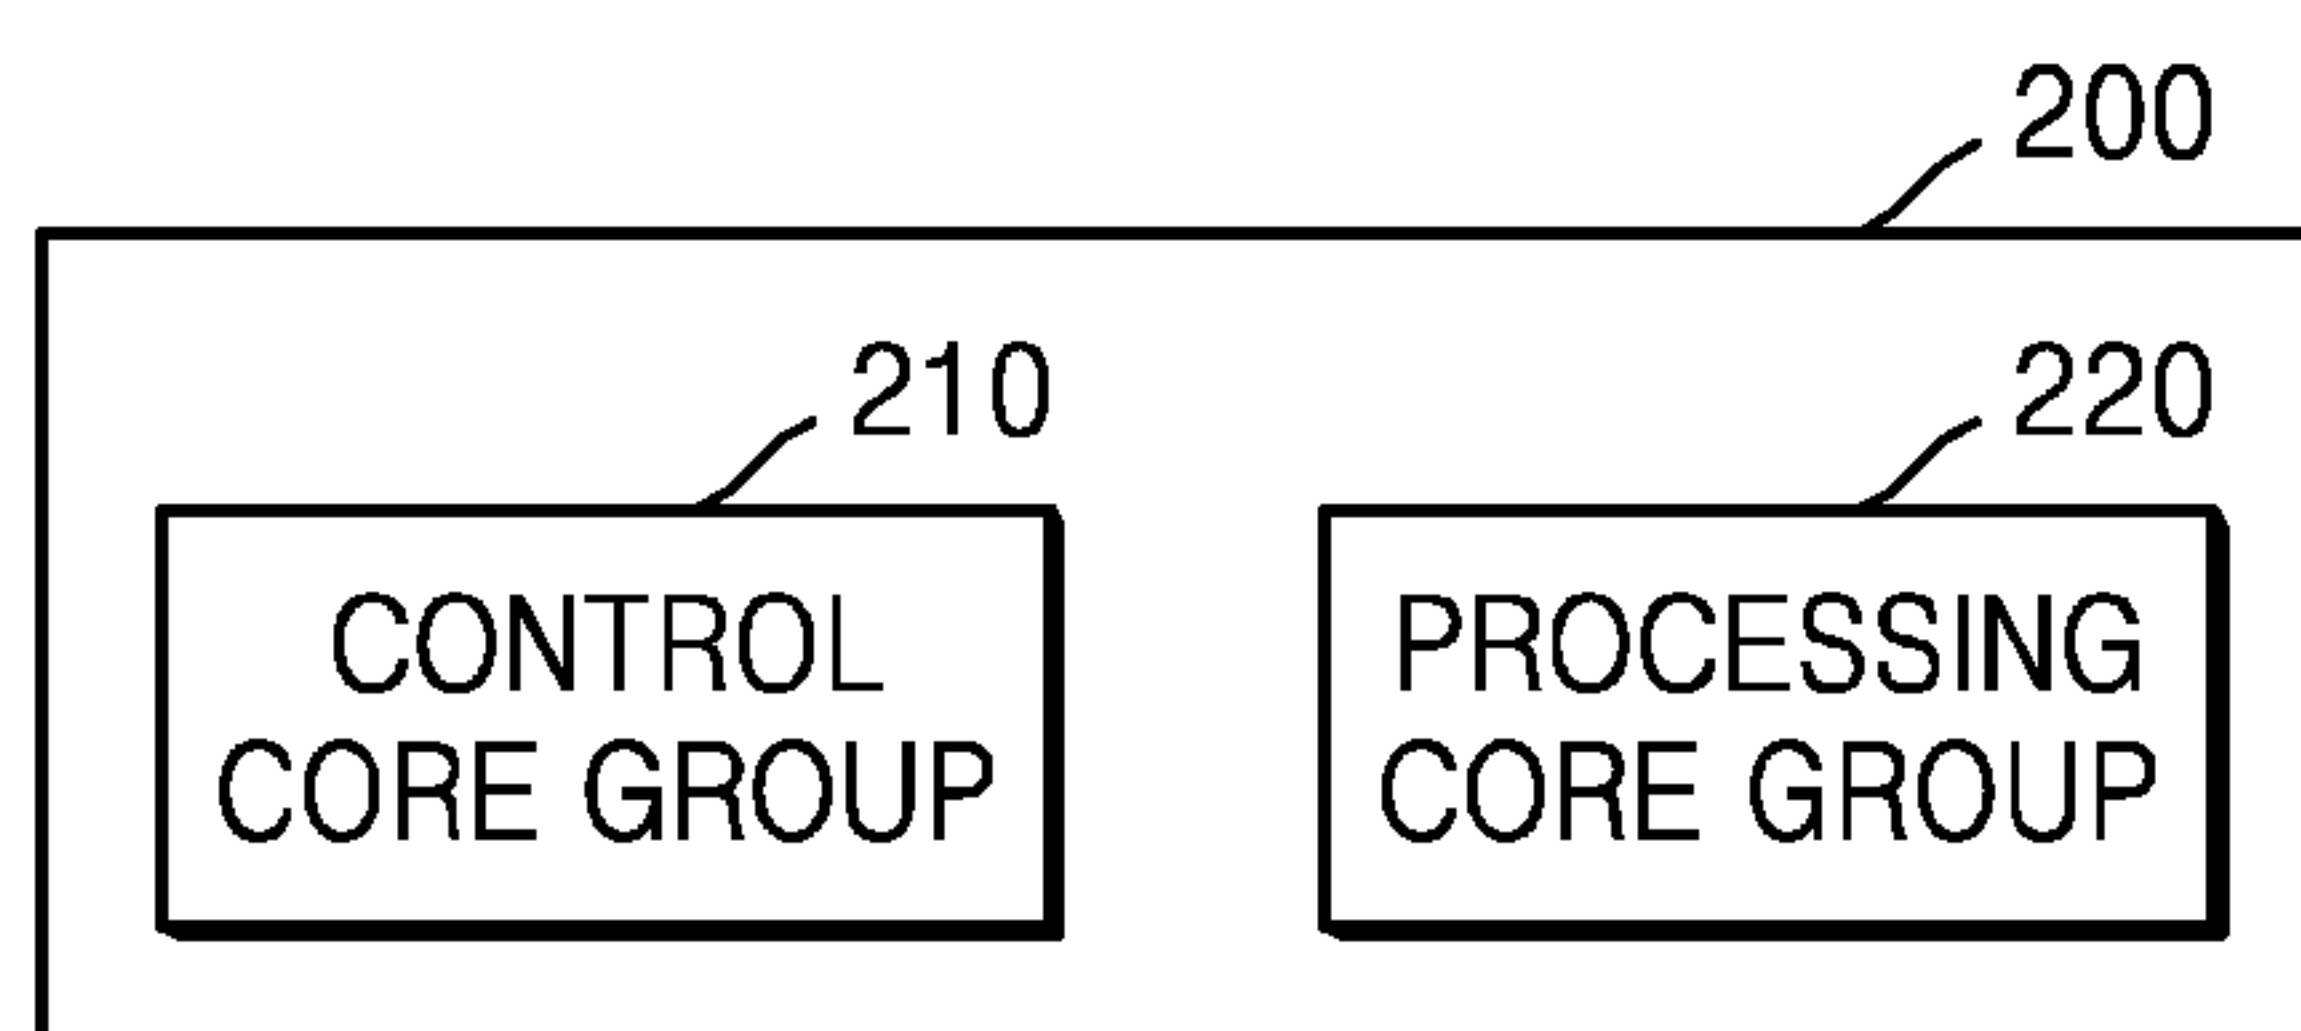 200
210
220
CONTROL
CORE GROUP
PROCESSING
CORE GROUP